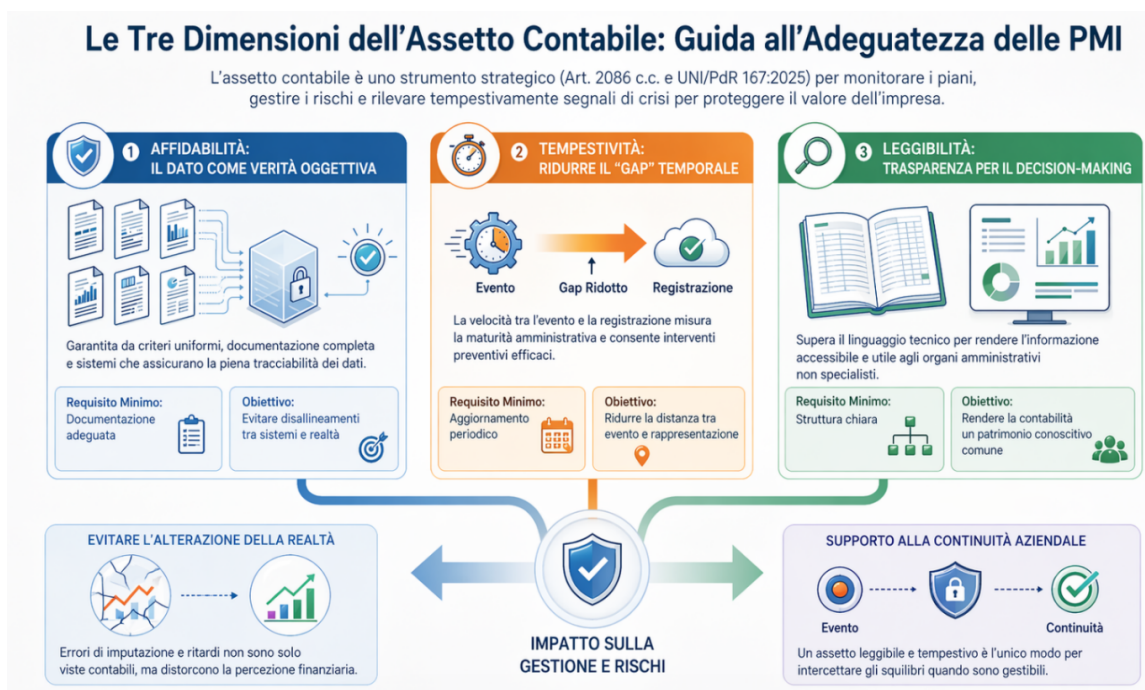 Le Tre Dimensioni dell'Assetto Contabile: Guida all'Adeguatezza delle PMI
L'assetto contabile è uno strumento strategico (Art. 2086 c.c. e UNI/PdR 167:2025) per monitorare i piani,
gestire i rischi e rilevare tempestivamente segnali di crisi per proteggere il valore dell'impresa.
1 AFFIDABILITÀ:
IL DATO COME VERITÀ OGGETTIVA
Garantita da criteri uniformi, documentazione completa
e sistemi che assicurano la piena tracciabilità dei dati.
Requisito Minimo:
Documentazione
adeguata
Obiettivo:
Evitare disallineamenti
tra sistemi e realtà
2 TEMPESTIVITÀ:
RIDURRE IL "GAP" TEMPORALE
Evento
Gap Ridotto
Registrazione
La velocità tra l'evento e la registrazione misura
la maturità amministrativa e consente interventi
preventivi efficaci.
Requisito Minimo:
Aggiornamento
periodico
Obiettivo:
Ridurre la distanza tra
evento e rappresentazione
3 LEGGIBILITÀ:
TRASPARENZA PER IL DECISION-MAKING
Supera il linguaggio tecnico per rendere l'informazione
accessibile e utile agli organi amministrativi
non specialisti.
Requisito Minimo:
Struttura chiara
Obiettivo:
Rendere la contabilità
un patrimonio conoscitivo
comune
EVITARE L'ALTERAZIONE DELLA REALTÀ
Errori di imputazione e ritardi non sono solo
viste contabili, ma distorcono la percezione finanziaria.
IMPATTO SULLA
GESTIONE E RISCHI
SUPPORTO ALLA CONTINUITÀ AZIENDALE
Evento
Continuità
Un assetto leggibile e tempestivo è l'unico modo per
intercettare gli squilibri quando sono gestibili.